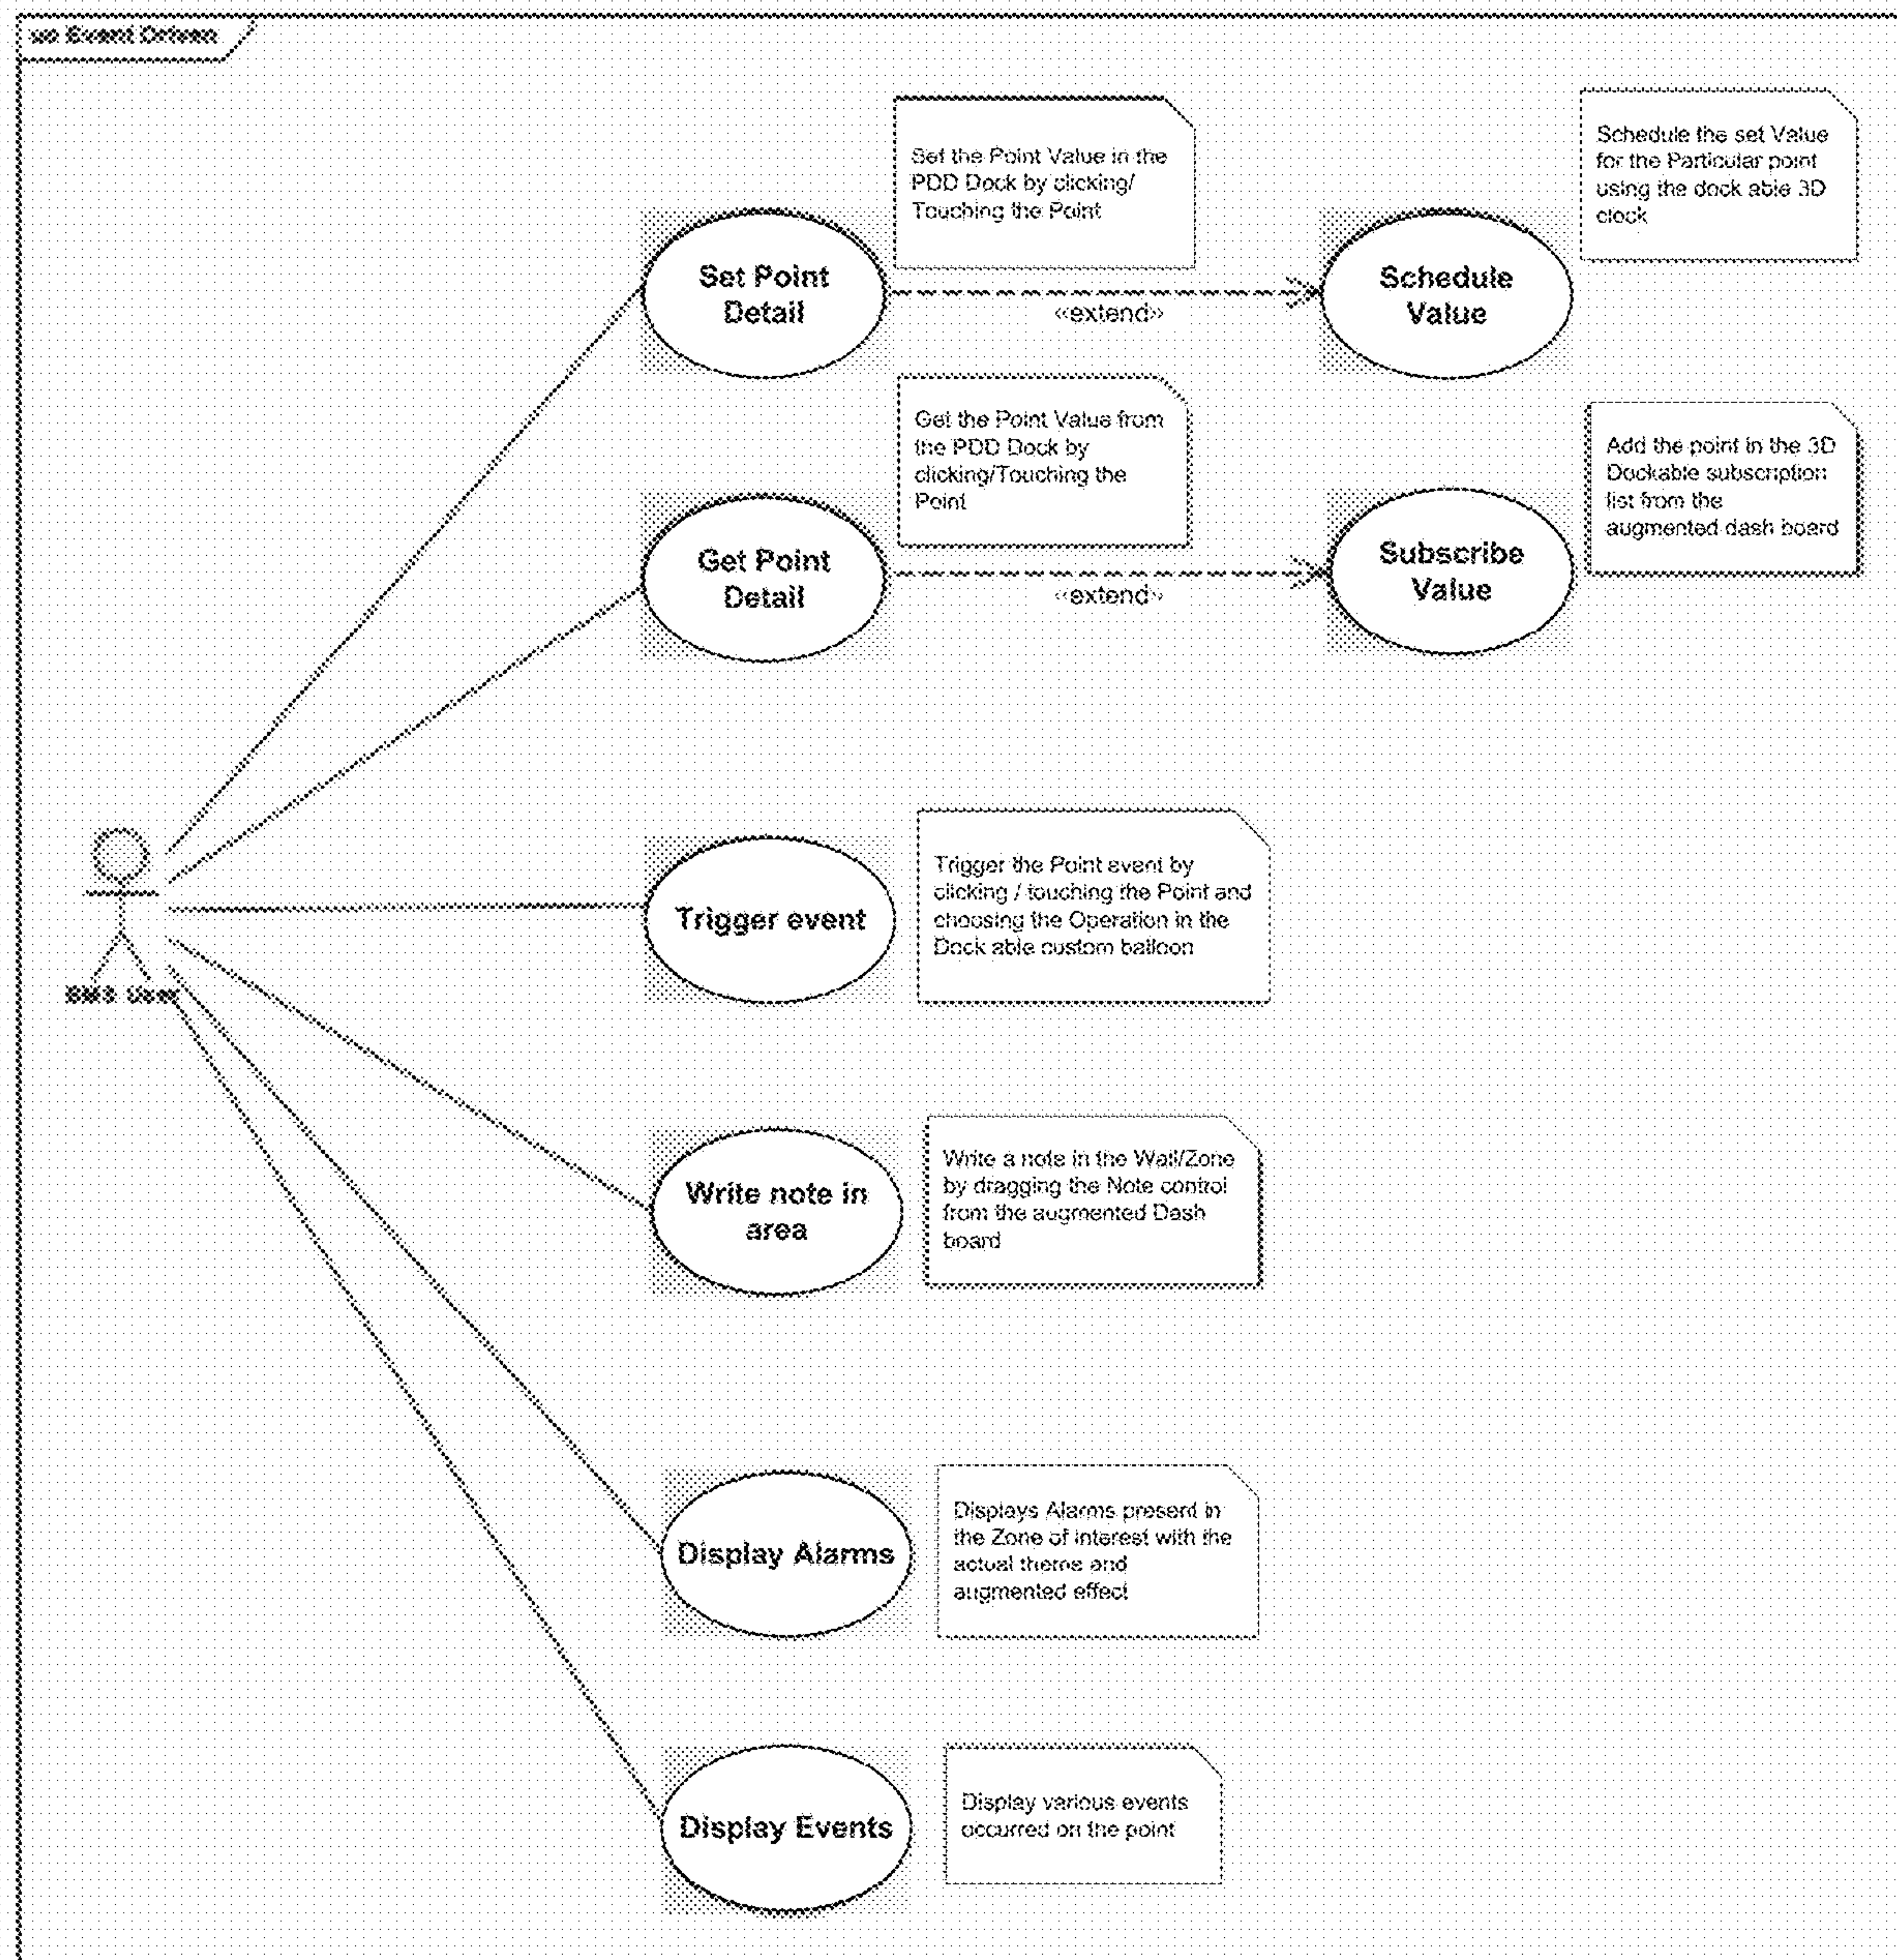 uc Event Driven
Set the Point Value in the
PDD Dock by clicking/
Touching the Point
Schedule the set Value
for the Particular point
using the dock able 3D
clock
Set Point
Detail
«extend»
Schedule
Value
Get the Point Value from
the PDD Dock by
clicking/Touching the
Point
Add the point in the 3D
Dockable subscription
list from the
augmented dash board
Get Point
Detail
«extend»
Subscribe
Value
Trigger event
Trigger the Point event by
clicking / touching the Point and
choosing the Operation in the
Dock able custom balloon
BMS User
Write note in
area
Write a note in the Wall/Zone
by dragging the Note control
from the augmented Dash
board
Display Alarms
Displays Alarms present in
the Zone of interest with the
actual theme and
augmented effect
Display Events
Display various events
occurred on the point